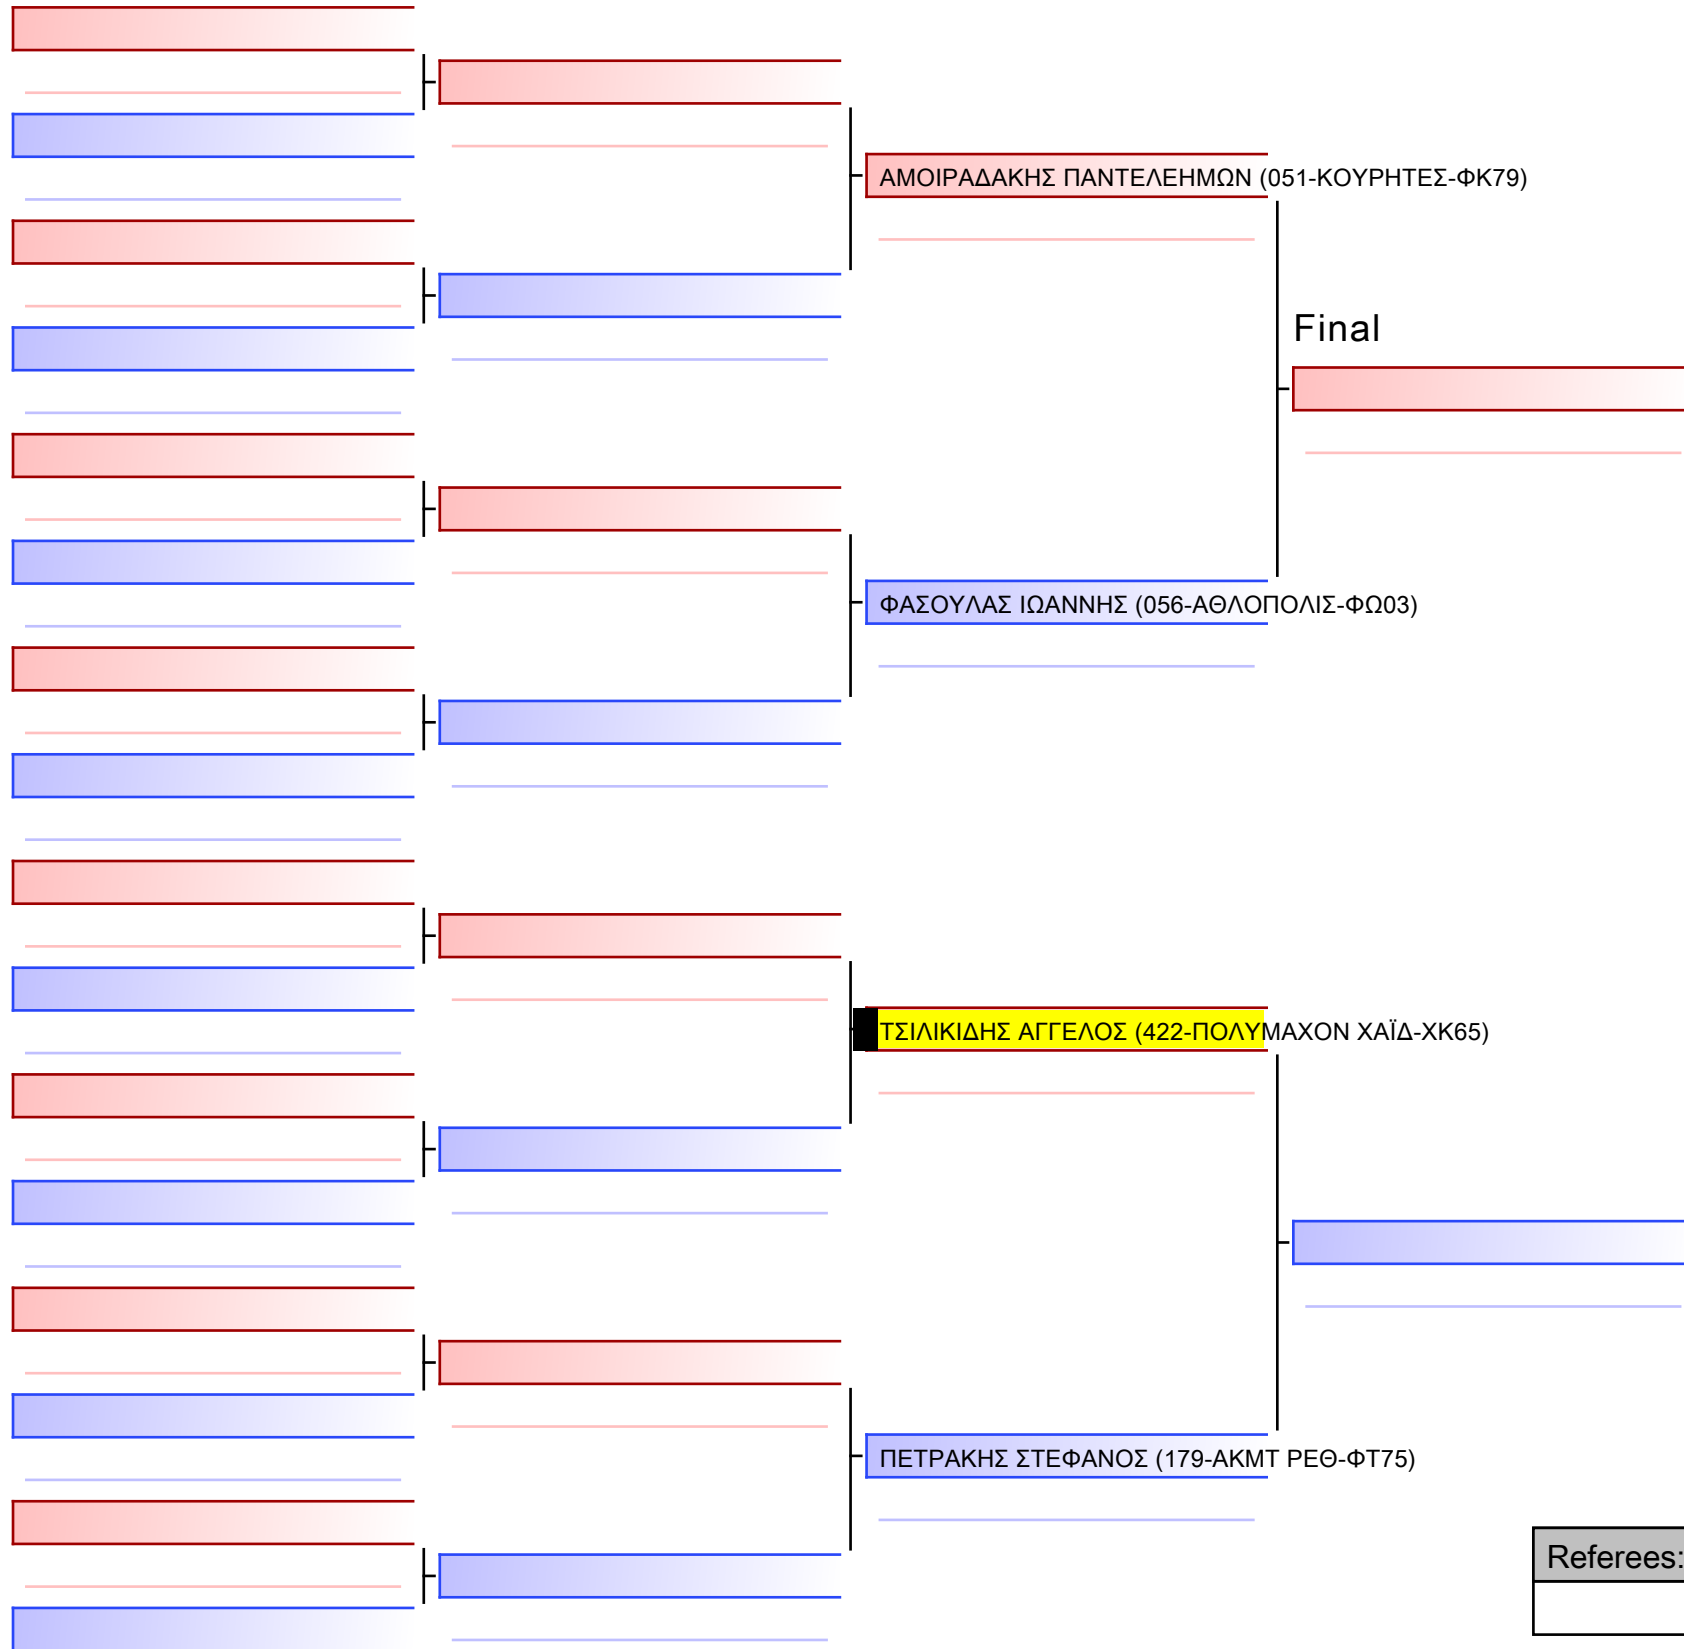 ΑΜΟΙΡΑΔΑΚΗΣ ΠΑΝΤΕΛΕΗΜΩΝ (051-ΚΟΥΡΗΤΕΣ-ΦΚ79)
Final
ΦΑΣΟΥΛΑΣ ΙΩΑΝΝΗΣ (056-ΑΘΛΟΠΟΛΙΣ-ΦΩ03)
ΤΣΙΛΙΚΙΔΗΣ ΑΓΓΕΛΟΣ (422-ΠΟΛΥΜΑΧΟΝ ΧΑΪΔ-ΧΚ65)
ΠΕΤΡΑΚΗΣ ΣΤΕΦΑΝΟΣ (179-ΑΚΜΤ ΡΕΘ-ΦΤ75)
Referees: